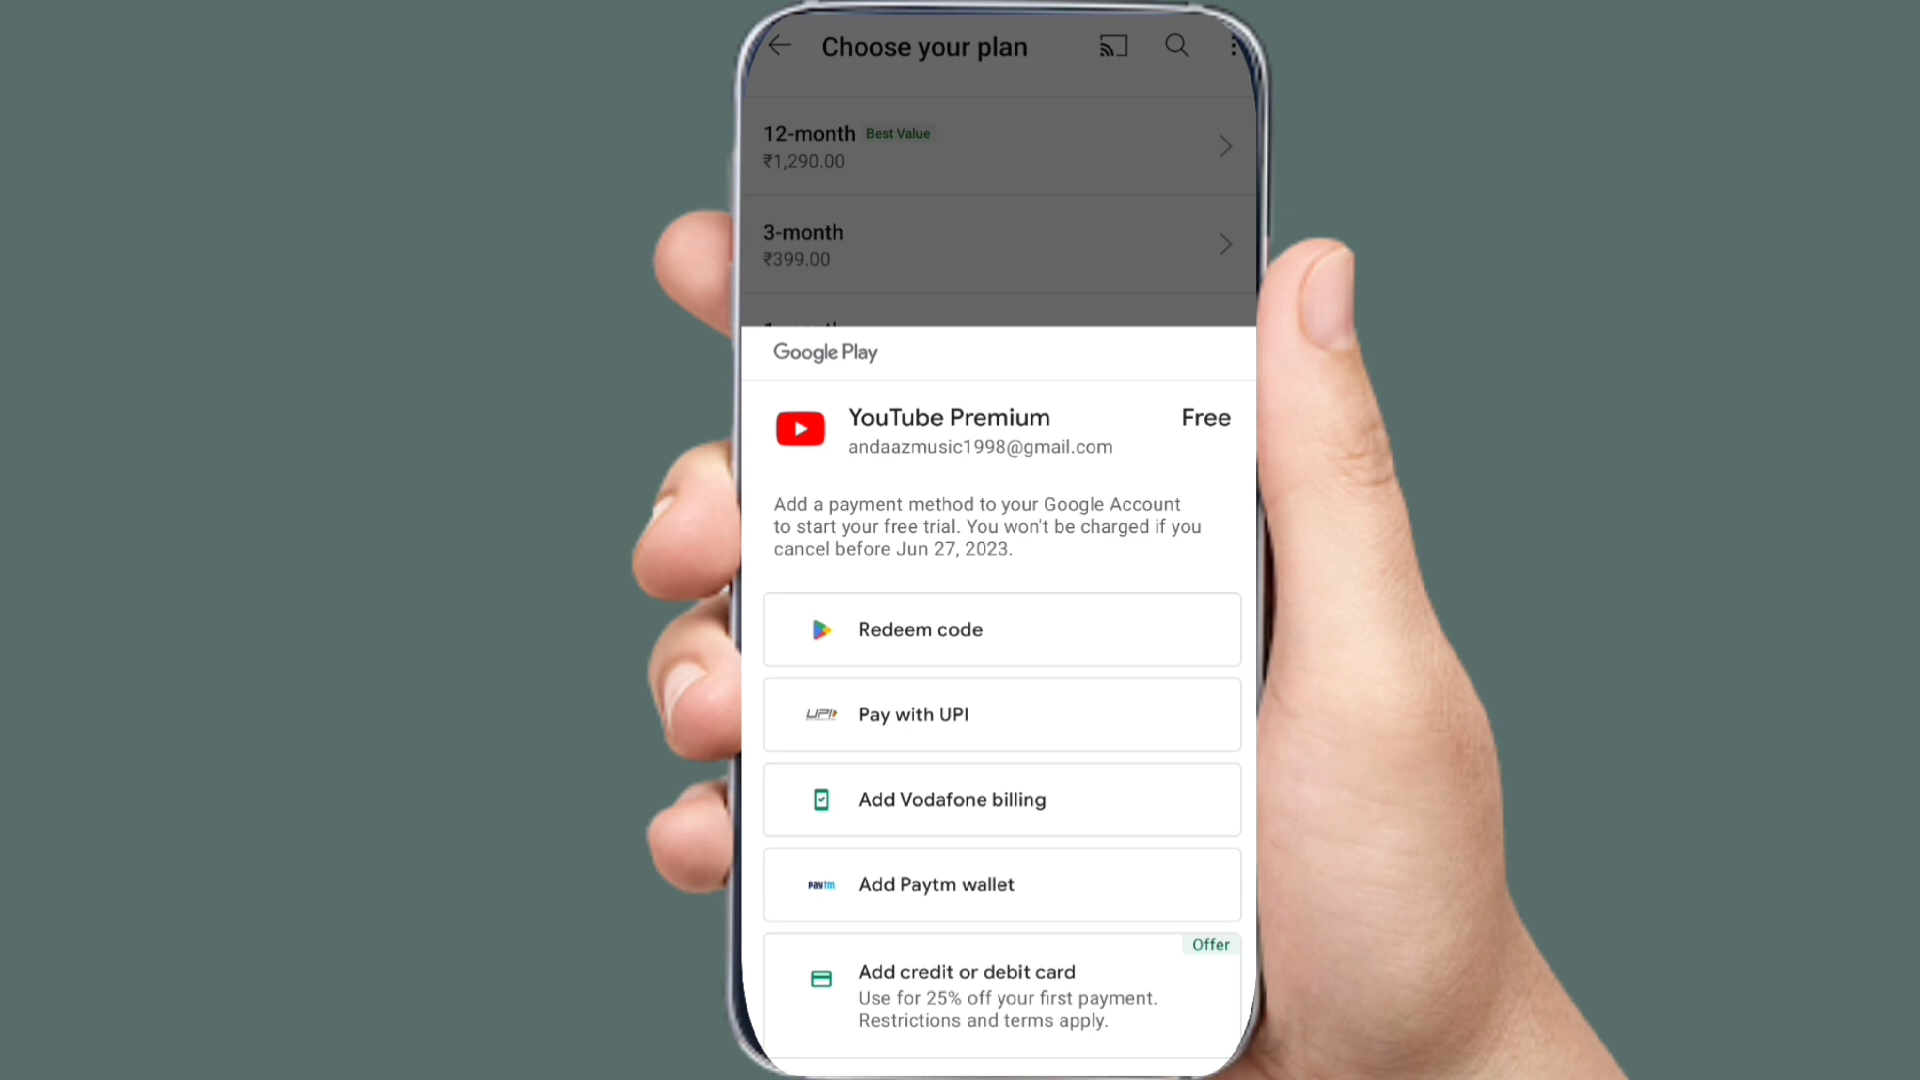 Choose your plan
12-month Best Value
₹1,290.00
3-month
₹399.00
Google Play
YouTube Premium Free
andaazmusic1998@gmail.com
Add a payment method to your Google Account
to start your free trial. You won't be charged if you
cancel before Jun 27, 2023.
Redeem code
UPI Pay with UPI
Add Vodafone billing
paytm Add Paytm wallet
Offer
Add credit or debit card
Use for 25% off your first payment.
Restrictions and terms apply.